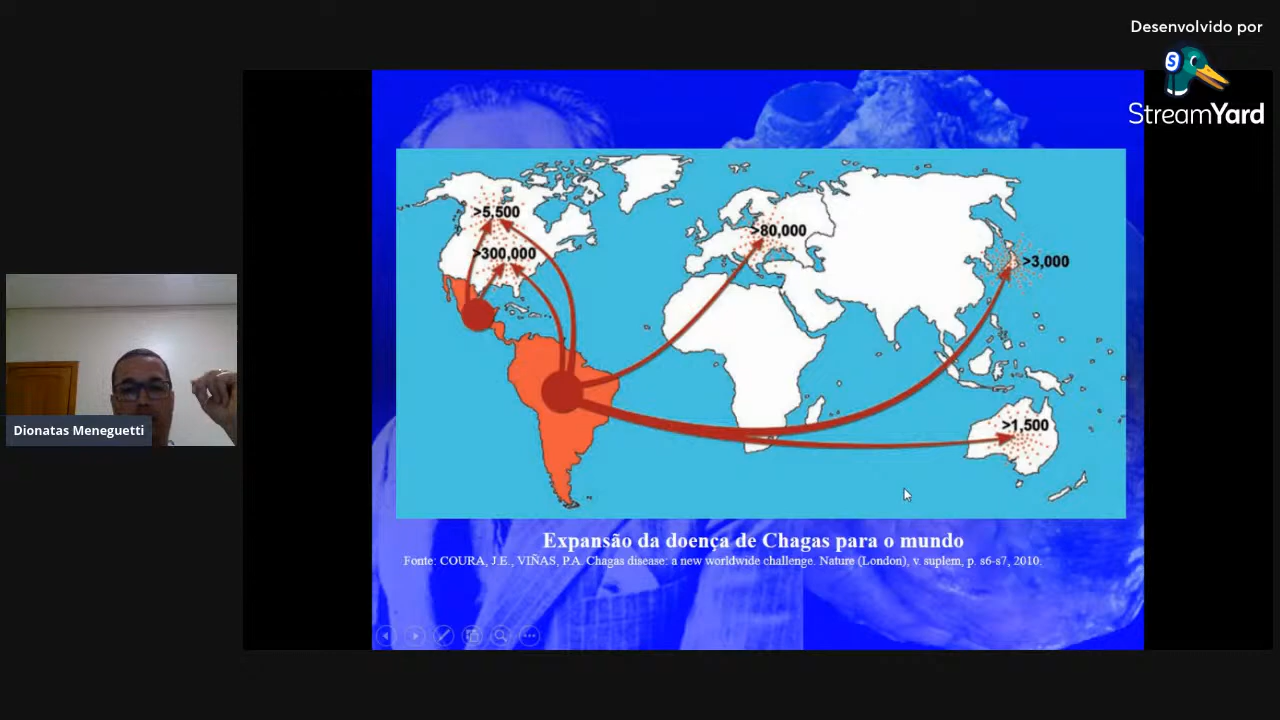 Desenvolvido por
StreamYard
>5,500
>300,000
>80,000
>3,000
>1,500
Dionatas Meneguetti
Expansão da doença de Chagas para o mundo
Fonte: COURA, J.E., VIÑAS, P.A. Chagas disease: a new worldwide challenge. Nature (London), v. suplem, p. s6-s7, 2010.